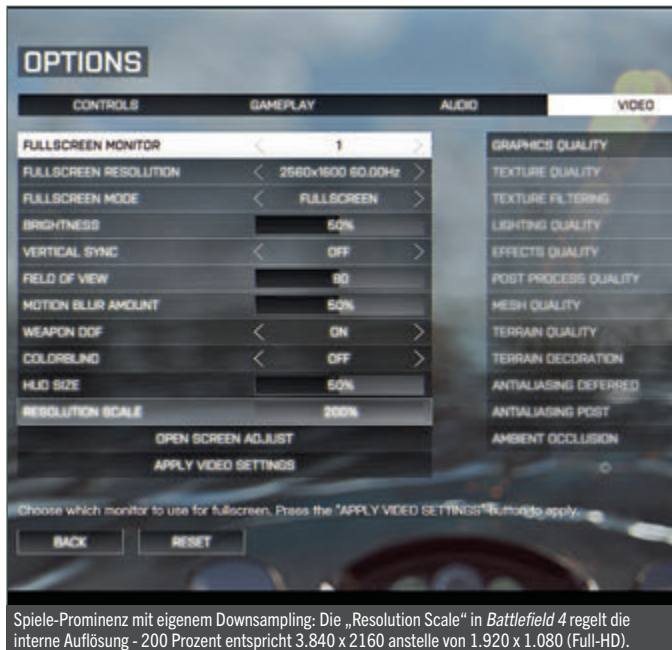 OPTIONS
CONTROLS GAMEPLAY AUDIO VIDEO
FULLSCREEN MONITOR 1
FULLSCREEN RESOLUTION 2560x1600 60.00Hz
FULLSCREEN MODE FULLSCREEN
BRIGHTNESS 50%
VERTICAL SYNC OFF
FIELD OF VIEW 80
MOTION BLUR AMOUNT 50%
WEAPON DOF ON
COLORBLIND OFF
HUD SIZE 50%
RESOLUTION SCALE 200%
OPEN SCREEN ADJUST
APPLY VIDEO SETTINGS
GRAPHICS QUALITY
TEXTURE QUALITY
TEXTURE FILTERING
LIGHTING QUALITY
EFFECTS QUALITY
POST PROCESS QUALITY
MESH QUALITY
TERRAIN QUALITY
TERRAIN DECORATION
ANTIALIASING DEFERRED
ANTIALIASING POST
AMBIENT OCCLUSION
Choose which monitor to use for fullscreen. Press the "APPLY VIDEO SETTINGS" button to apply.
BACK RESET
Spiele-Prominenz mit eigenem Downsampling: Die „Resolution Scale“ in Battlefield 4 regelt die
interne Auflösung - 200 Prozent entspricht 3.840 x 2160 anstelle von 1.920 x 1.080 (Full-HD).